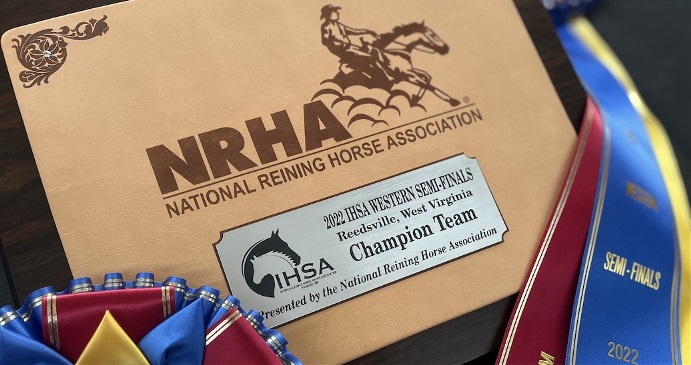 NRHA®
NATIONAL REINING HORSE ASSOCIATION
2022 IHSA WESTERN SEMI-FINALS
Reedsville, West Virginia
Champion Team
IHSA
Presented by the National Reining Horse Association
WESTERN
SEMI-FINALS
2022